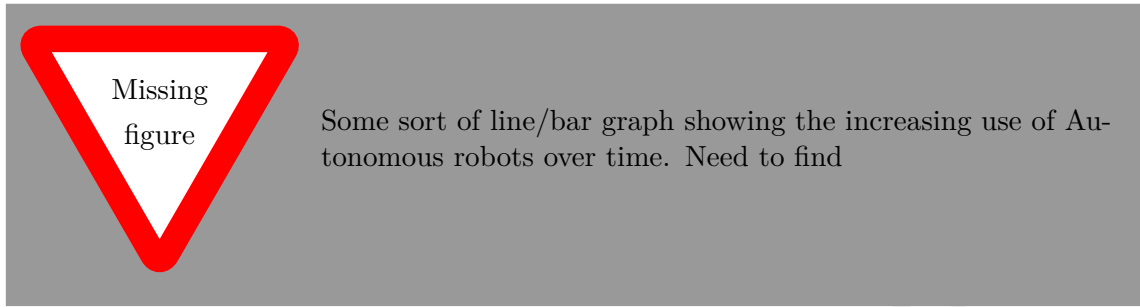 Missing
figure
Some sort of line/bar graph showing the increasing use of Au-
tonomous robots over time. Need to find